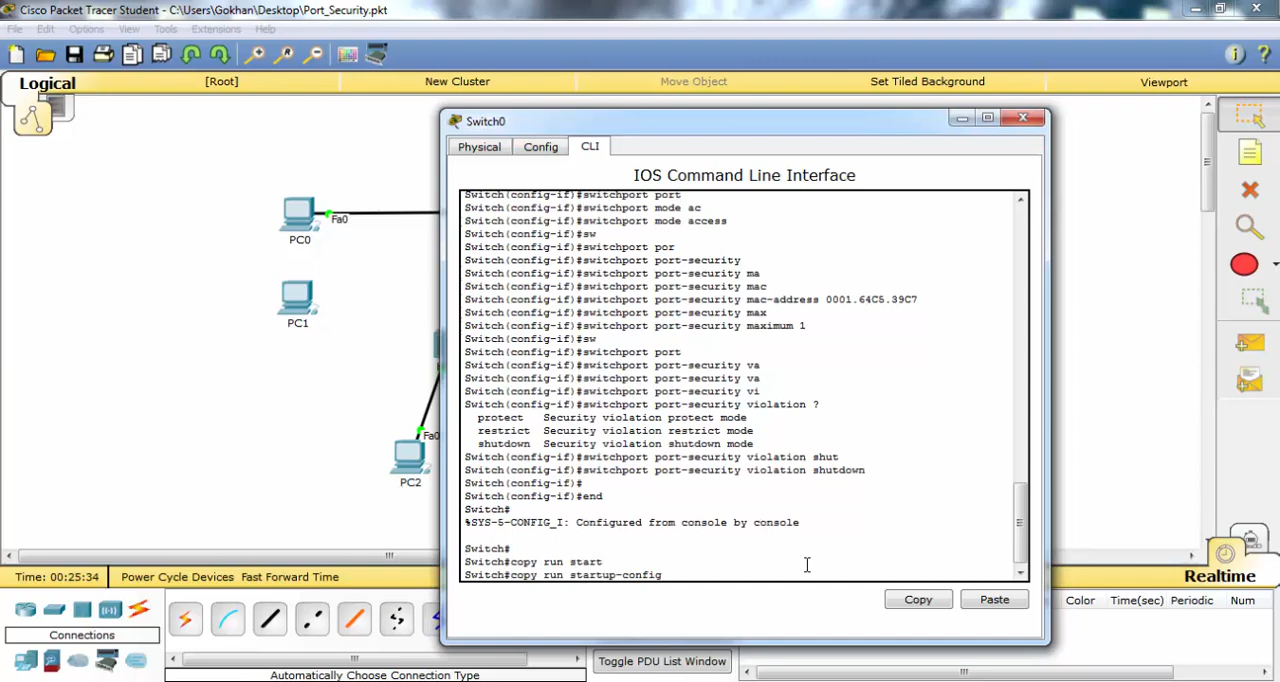 Cisco Packet Tracer Student - C:\Users\Gokhan\Desktop\Port_Security.pkt
File Edit Options View Tools Extensions Help
Logical [Root] New Cluster Move Object Set Tiled Background Viewport
Switch0
Physical Config CLI
IOS Command Line Interface
Switch(config-if)#switchport port
Switch(config-if)#switchport mode ac
Switch(config-if)#switchport mode access
Switch(config-if)#sw
Switch(config-if)#switchport por
Switch(config-if)#switchport port-security
Switch(config-if)#switchport port-security ma
Switch(config-if)#switchport port-security mac
Switch(config-if)#switchport port-security mac-address 0001.64C5.39C7
Switch(config-if)#switchport port-security max
Switch(config-if)#switchport port-security maximum 1
Switch(config-if)#sw
Switch(config-if)#switchport port
Switch(config-if)#switchport port-security va
Switch(config-if)#switchport port-security va
Switch(config-if)#switchport port-security vi
Switch(config-if)#switchport port-security violation ?
protect Security violation protect mode
restrict Security violation restrict mode
shutdown Security violation shutdown mode
Switch(config-if)#switchport port-security violation shut
Switch(config-if)#switchport port-security violation shutdown
Switch(config-if)#
Switch(config-if)#end
Switch#
%SYS-5-CONFIG_I: Configured from console by console
Switch#
Switch#copy run start
Switch#copy run startup-config
Copy Paste
Fa0
PC0
PC1
Fa0
PC2
Time: 00:25:34 Power Cycle Devices Fast Forward Time
Realtime
Connections
Automatically Choose Connection Type
Toggle PDU List Window
Color Time(sec) Periodic Num